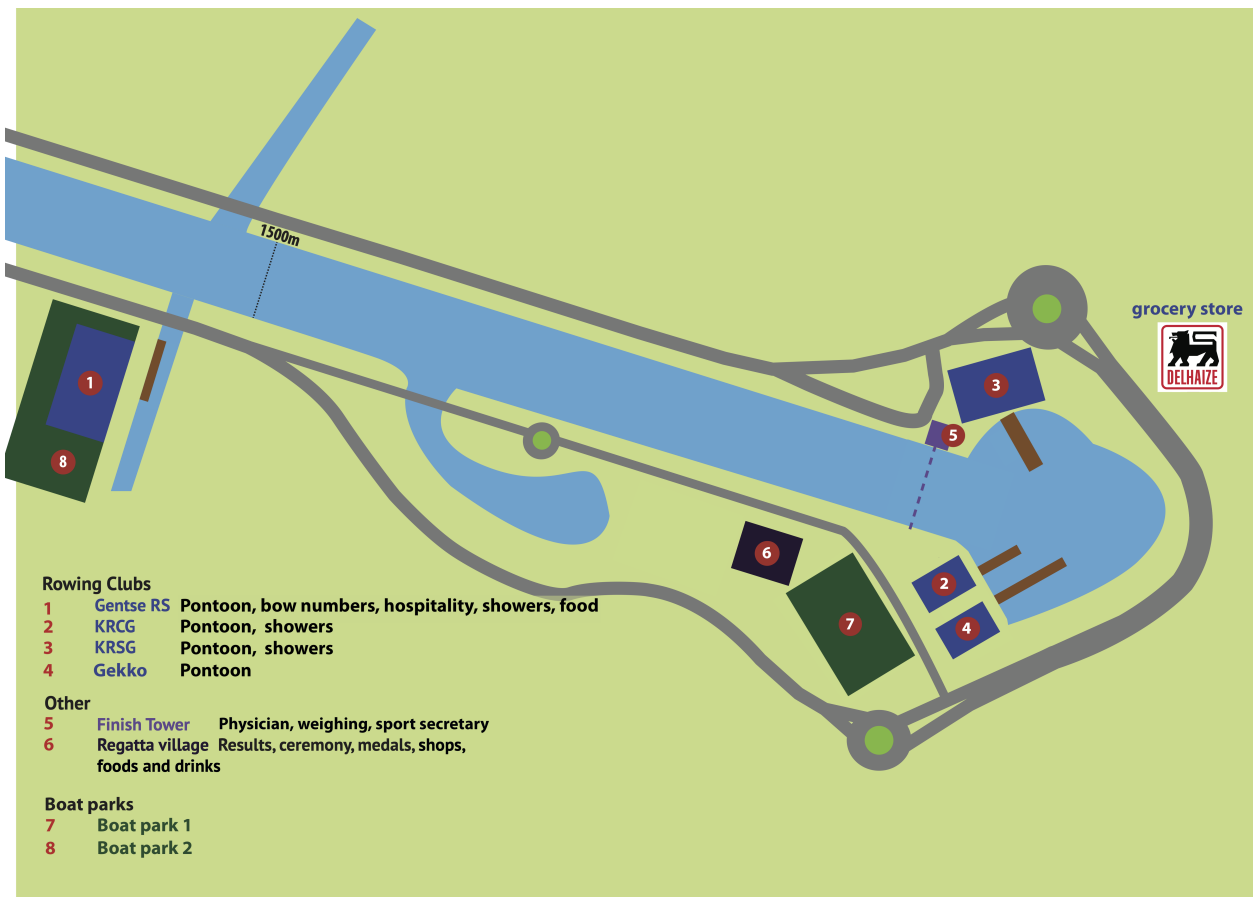 1500m
grocery store
DELHAIZE
1
3
8
5
6
2
7
4
Rowing Clubs
1 Gentse RS Pontoon, bow numbers, hospitality, showers, food
2 KRCG Pontoon, showers
3 KRSG Pontoon, showers
4 Gekko Pontoon
Other
5 Finish Tower Physician, weighing, sport secretary
6 Regatta village Results, ceremony, medals, shops,
foods and drinks
Boat parks
7 Boat park 1
8 Boat park 2